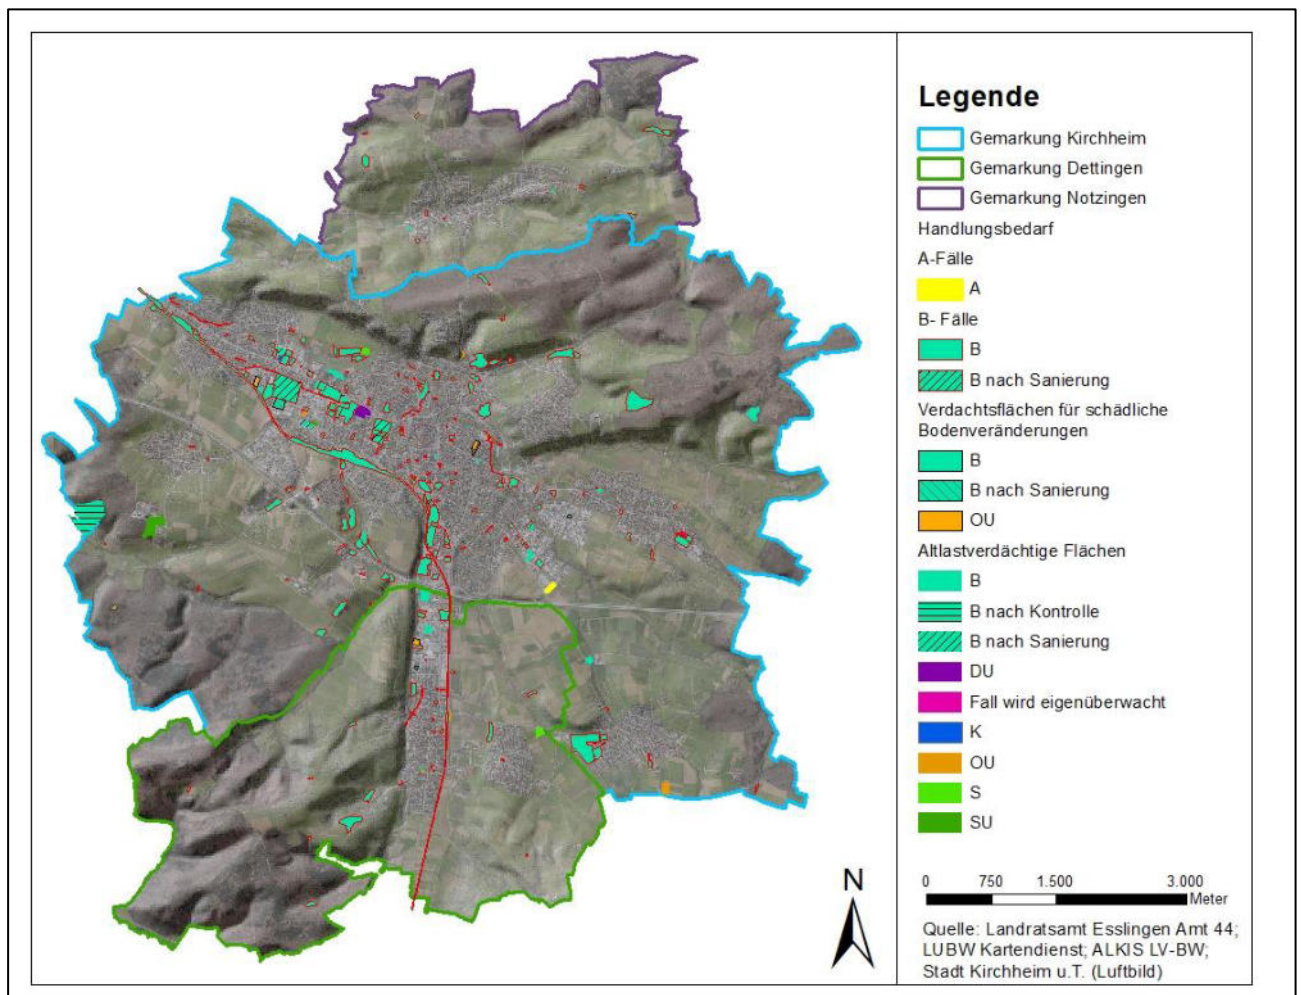 Legende
Gemarkung Kirchheim
Gemarkung Dettingen
Gemarkung Notzingen
Handlungsbedarf
A-Fälle
A
B- Fälle
B
B nach Sanierung
Verdachtsflächen für schädliche
Bodenveränderungen
B
B nach Sanierung
OU
Altlastverdächtige Flächen
B
B nach Kontrolle
B nach Sanierung
DU
Fall wird eigenüberwacht
K
OU
S
SU
N
0 750 1.500 3.000
Meter
Quelle: Landratsamt Esslingen Amt 44;
LUBW Kartendienst; ALKIS LV-BW;
Stadt Kirchheim u.T. (Luftbild)